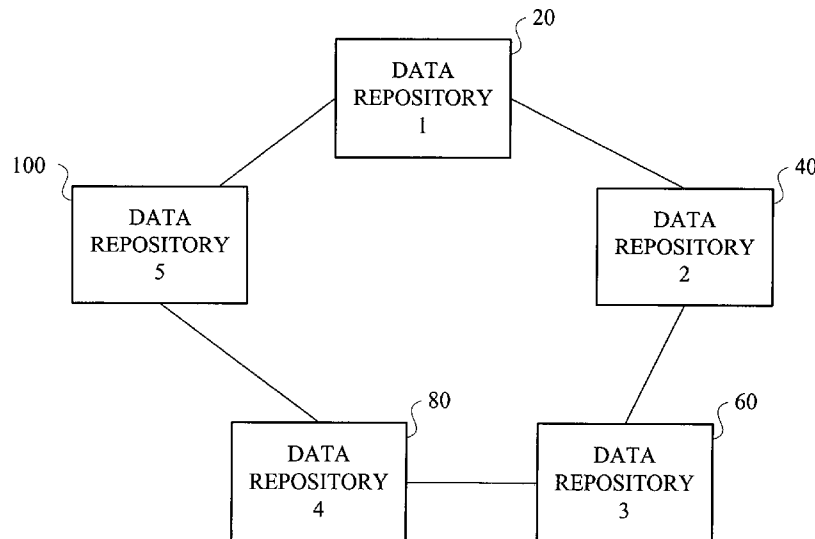 20
DATA
REPOSITORY
1
100
DATA
REPOSITORY
5
40
DATA
REPOSITORY
2
80
DATA
REPOSITORY
4
60
DATA
REPOSITORY
3